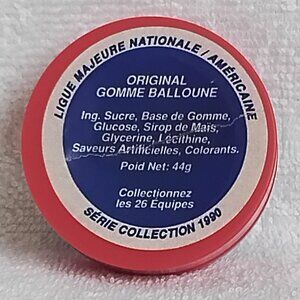 LIGUE MAJEURE NATIONALE / AMÉRICAINE
ORIGINAL
GOMME BALLOUNE
Ing. Sucre, Base de Gomme,
Glucose, Sirop de Mais,
Glycerine, Lecithine,
Saveurs Artificielles, Colorants.
Poid Net: 44g
Collectionnez
les 26 Equipes
SÉRIE COLLECTION 1990